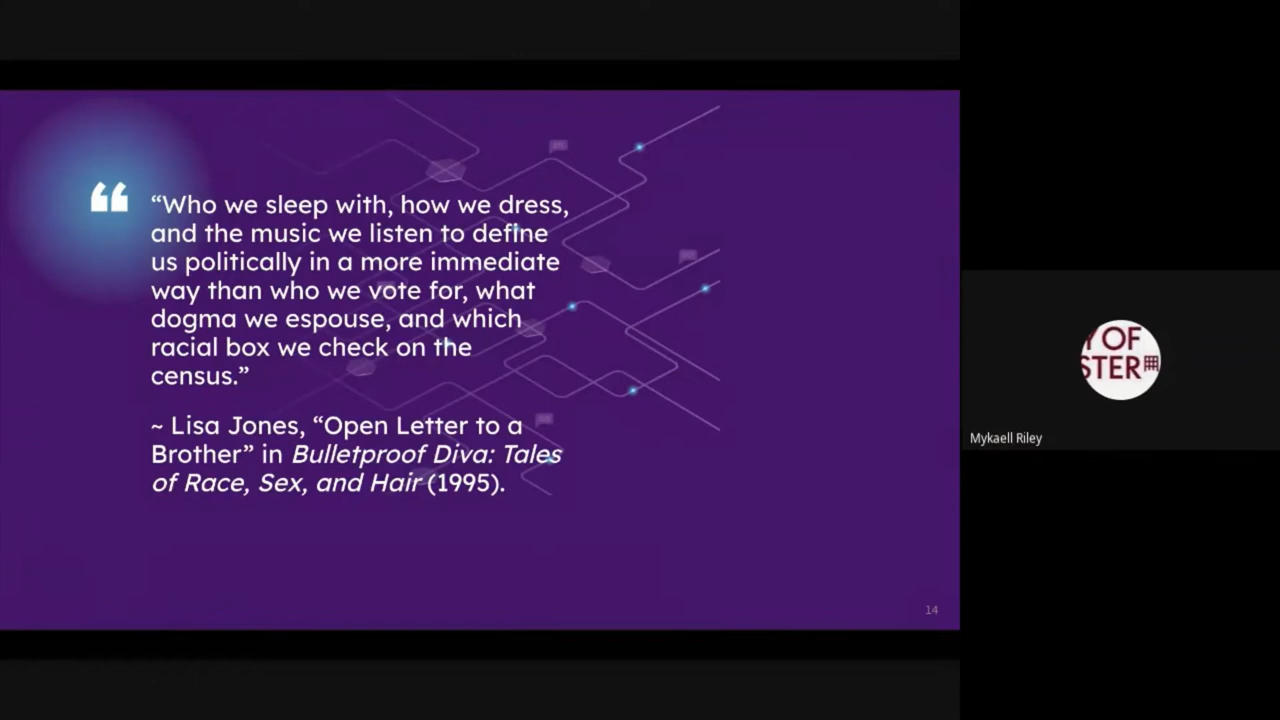 “Who we sleep with, how we dress,
and the music we listen to define
us politically in a more immediate
way than who we vote for, what
dogma we espouse, and which
racial box we check on the
census.”
~ Lisa Jones, “Open Letter to a
Brother” in Bulletproof Diva: Tales
of Race, Sex, and Hair (1995).
14
Y OF
STER
Mykaell Riley